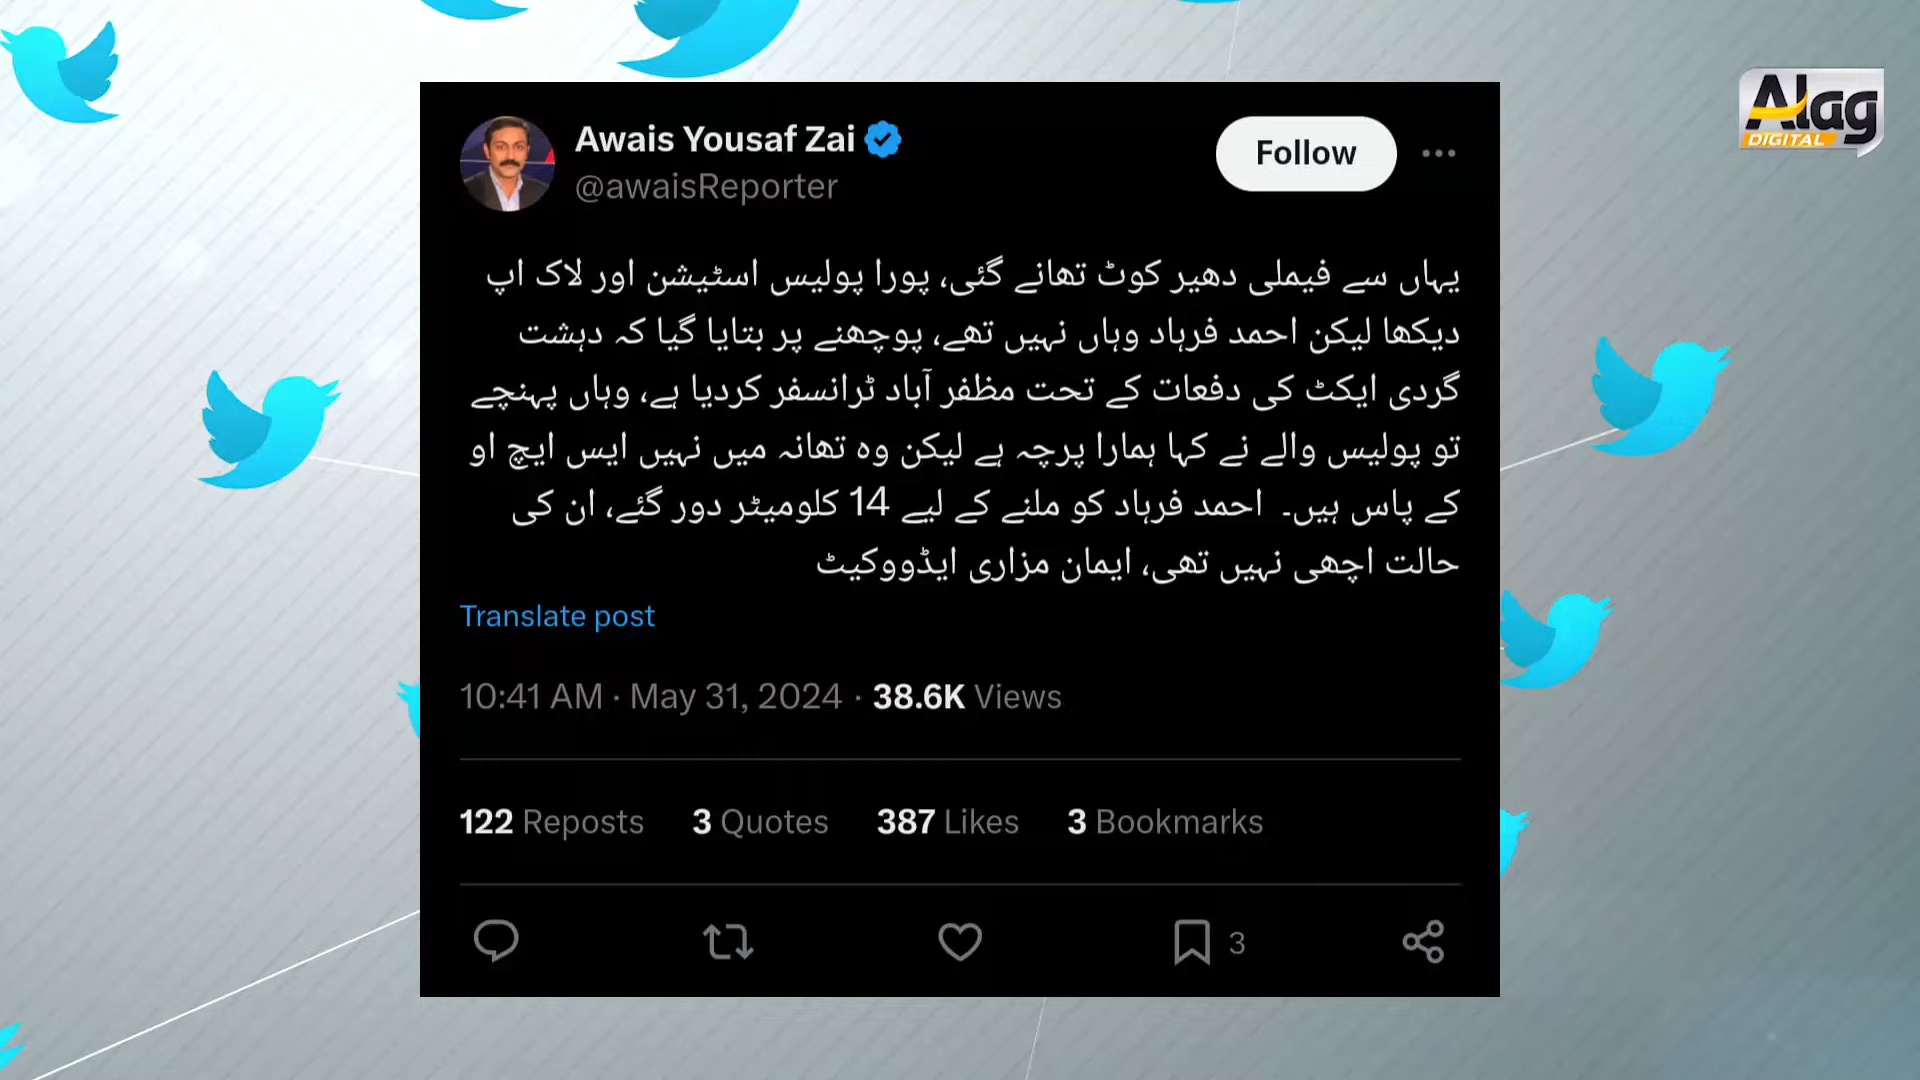 Alag
DIGITAL
Awais Yousaf Zai
@awaisReporter
Follow
یہاں سے فیملی دھیر کوٹ تھانے گئی، پورا پولیس اسٹیشن اور لاک اپ
دیکھا لیکن احمد فرہاد وہاں نہیں تھے، پوچھنے پر بتایا گیا کہ دہشت
گردی ایکٹ کی دفعات کے تحت مظفر آباد ٹرانسفر کردیا ہے، وہاں پہنچے
تو پولیس والے نے کہا ہمارا پرچہ ہے لیکن وہ تھانہ میں نہیں ایس ایچ او
کے پاس ہیں۔ احمد فرہاد کو ملنے کے لیے 14 کلومیٹر دور گئے، ان کی
حالت اچھی نہیں تھی، ایمان مزاری ایڈووکیٹ
Translate post
10:41 AM · May 31, 2024 · 38.6K Views
122 Reposts 3 Quotes 387 Likes 3 Bookmarks
3